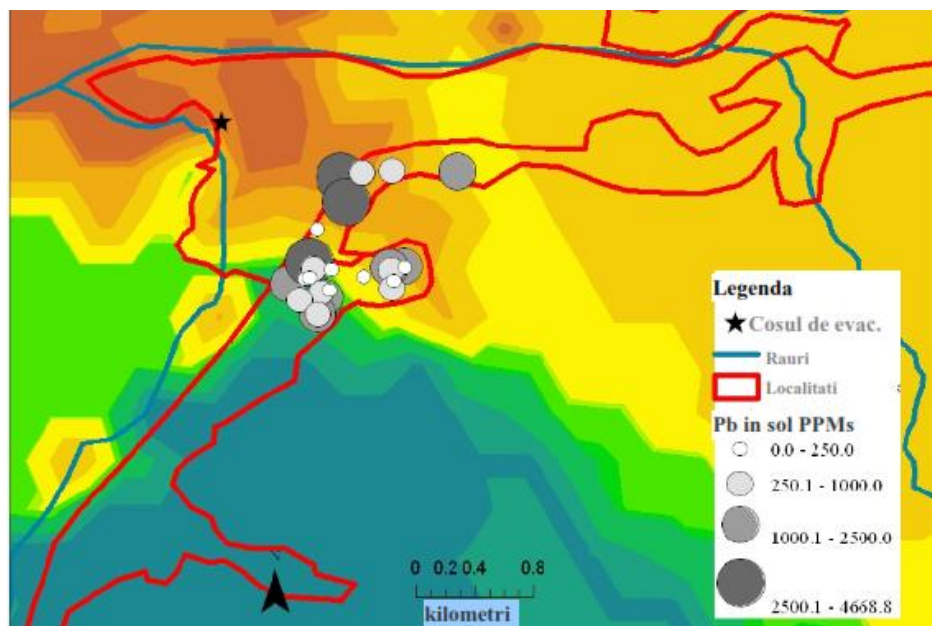 Legenda
Cosul de evac.
Rauri
Localitati
Pb in sol PPMs
0.0 - 250.0
250.1 - 1000.0
1000.1 - 2500.0
2500.1 - 4668.8
0 0.2 0.4 0.8
kilometri